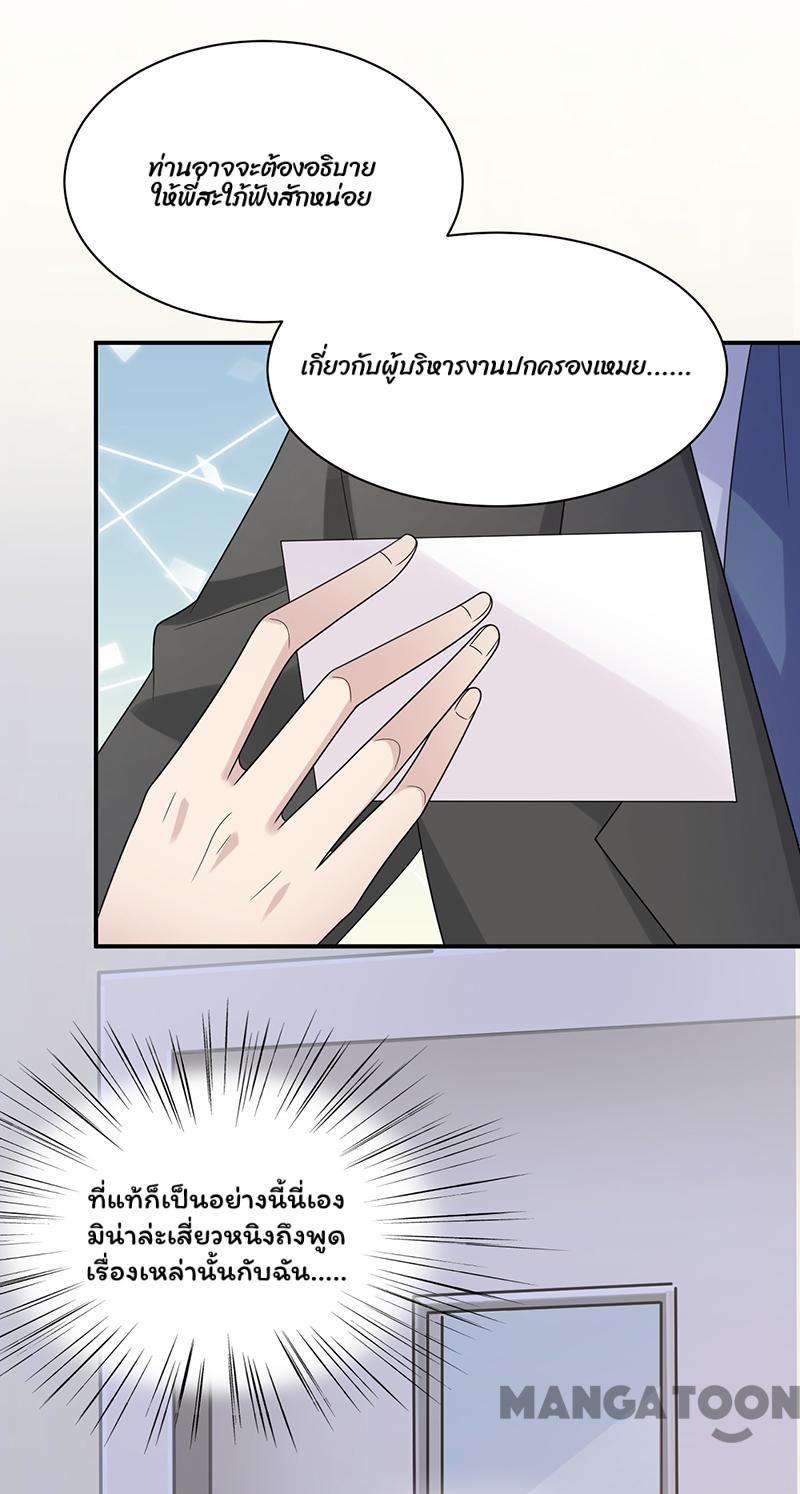 ท่านอาจจะต้องอธิบาย
ให้พี่สะใภ้ฟังสักหน่อย
เกี่ยวกับผู้บริหารงานปกครองเหมย......
ที่แท้ก็เป็นอย่างนี้นี่เอง
มิน่าล่ะเสี่ยวหนิงถึงพูด
เรื่องเหล่านั้นกับฉัน.....
MANGATOON